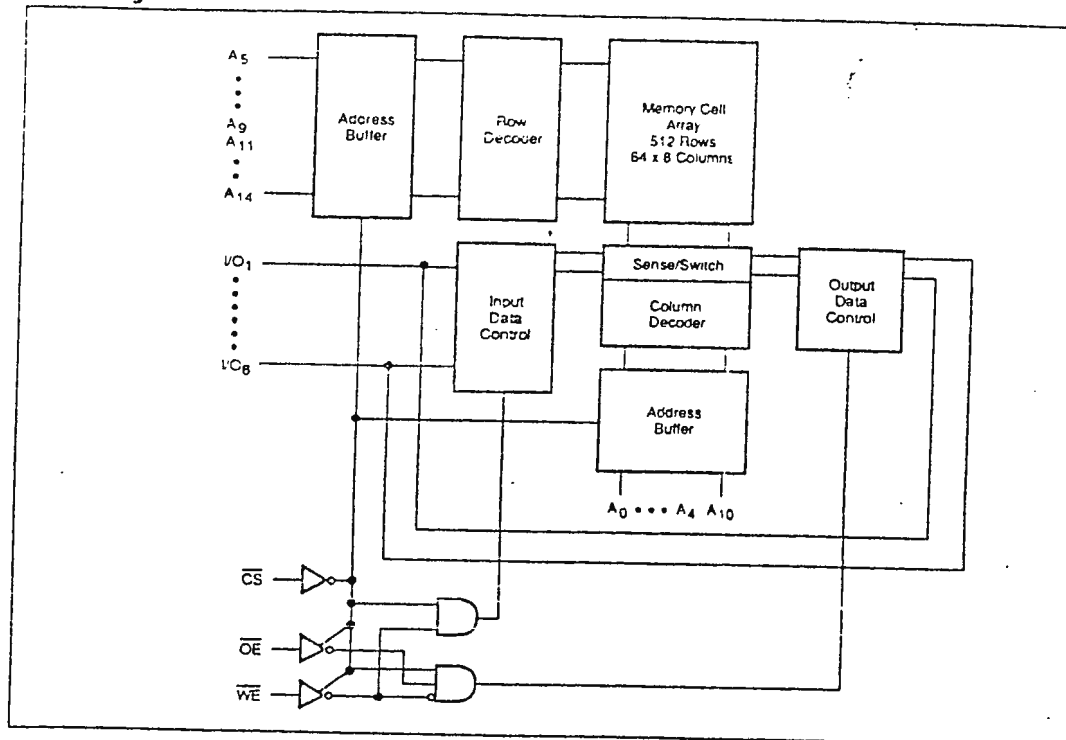 A5
A9
A11
A14
Address
Buffer
Row
Decoder
Memory Cell
Array
512 Rows
64 x 8 Columns
I/O1
I/O8
Input
Data
Control
Sense/Switch
Column
Decoder
Output
Data
Control
Address
Buffer
A0 • • • A4 A10
CS
OE
WE